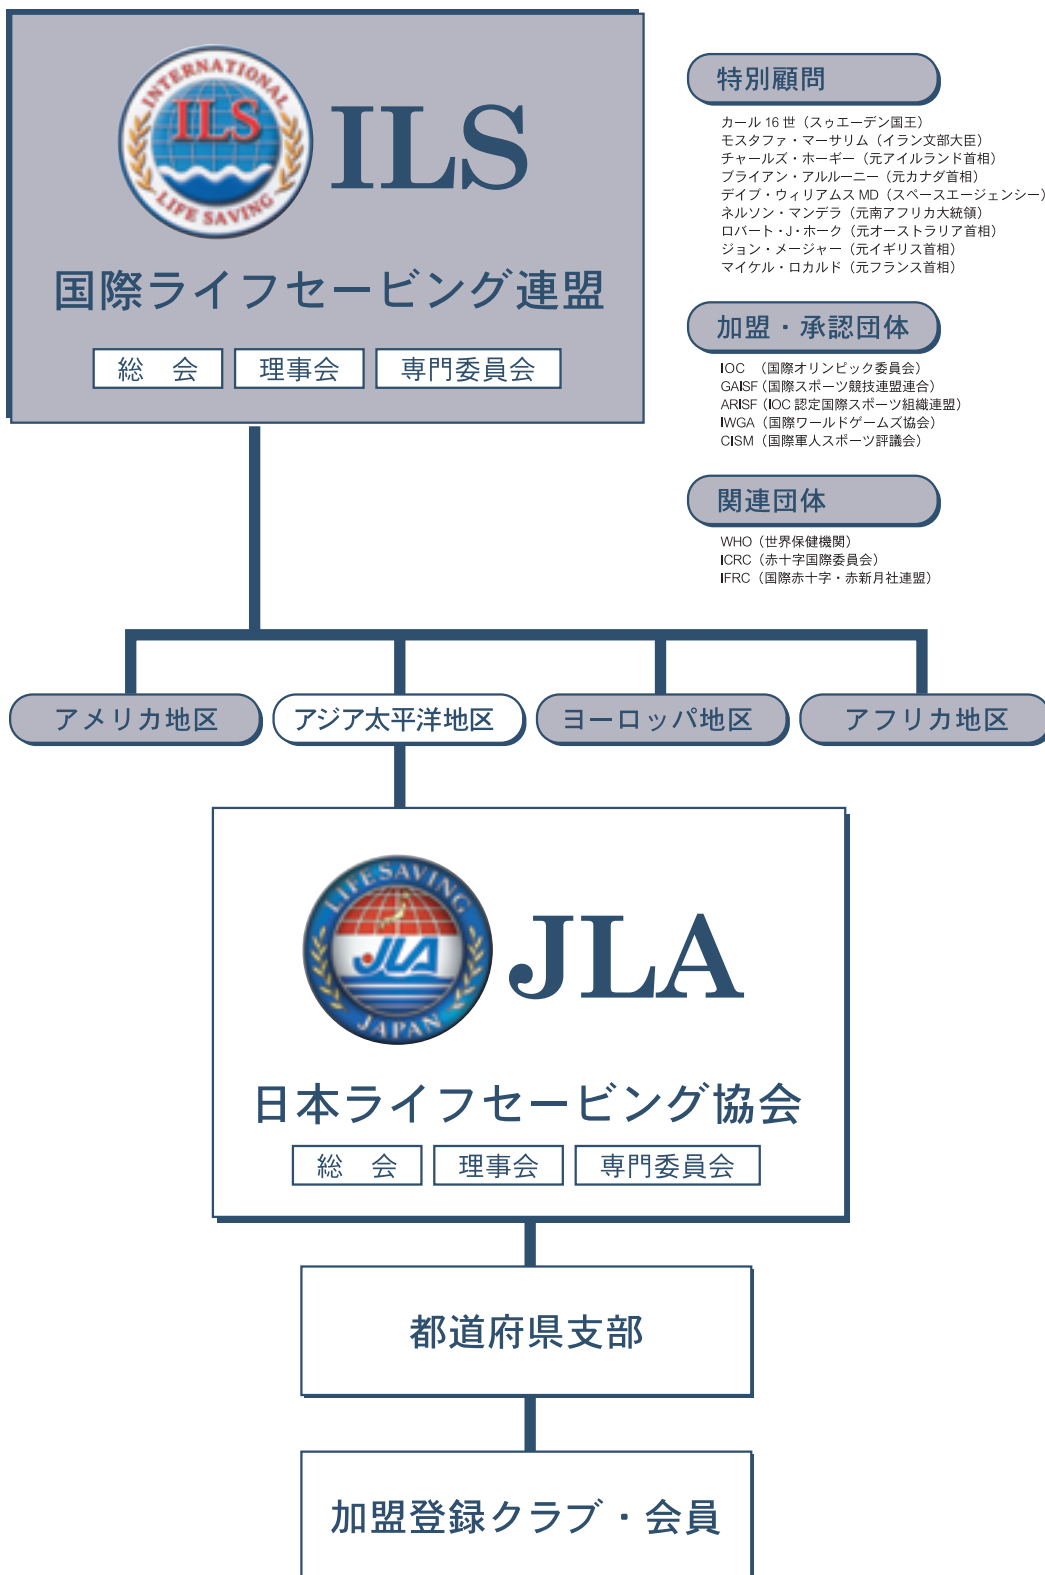 INTERNATIONAL
ILS
LIFE SAVING
ILS
国際ライフセービング連盟
総　会
理事会
専門委員会
特別顧問
カール 16 世（スゥエーデン国王）
モスタファ・マーサリム（イラン文部大臣）
チャールズ・ホーギー（元アイルランド首相）
ブライアン・アルルーニー（元カナダ首相）
デイブ・ウィリアムス MD（スペースエージェンシー）
ネルソン・マンデラ（元南アフリカ大統領）
ロバート・J・ホーク（元オーストラリア首相）
ジョン・メージャー（元イギリス首相）
マイケル・ロカルド（元フランス首相）
加盟・承認団体
IOC （国際オリンピック委員会）
GAISF（国際スポーツ競技連盟連合）
ARISF（IOC 認定国際スポーツ組織連盟）
IWGA（国際ワールドゲームズ協会）
CISM（国際軍人スポーツ評議会）
関連団体
WHO（世界保健機関）
ICRC（赤十字国際委員会）
IFRC（国際赤十字・赤新月社連盟）
アメリカ地区
アジア太平洋地区
ヨーロッパ地区
アフリカ地区
LIFE SAVING
JLA
JAPAN
JLA
日本ライフセービング協会
総　会
理事会
専門委員会
都道府県支部
加盟登録クラブ・会員